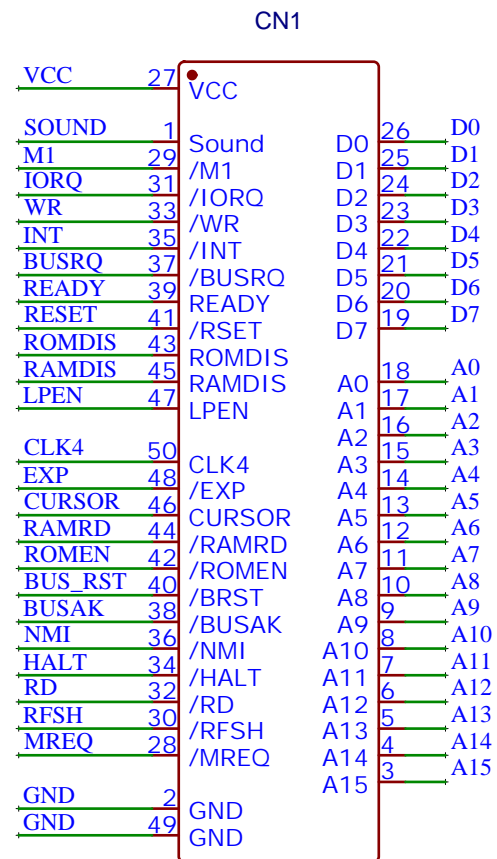 CN1
VCC 27 VCC
SOUND 1 Sound D0 26 D0
M1 29 /M1 D1 25 D1
IORQ 31 /IORQ D2 24 D2
WR 33 /WR D3 23 D3
INT 35 /INT D4 22 D4
BUSRQ 37 /BUSRQ D5 21 D5
READY 39 READY D6 20 D6
RESET 41 /RSET D7 19 D7
ROMDIS 43 ROMDIS
RAMDIS 45 RAMDIS A0 18 A0
LPEN 47 LPEN A1 17 A1
A2 16 A2
CLK4 50 CLK4 A3 15 A3
EXP 48 /EXP A4 14 A4
CURSOR 46 CURSOR A5 13 A5
RAMRD 44 /RAMRD A6 12 A6
ROMEN 42 /ROMEN A7 11 A7
BUS_RST 40 /BRST A8 10 A8
BUSAK 38 /BUSAK A9 9 A9
NMI 36 /NMI A10 8 A10
HALT 34 /HALT A11 7 A11
RD 32 /RD A12 6 A12
RFSH 30 /RFSH A13 5 A13
MREQ 28 /MREQ A14 4 A14
A15 3 A15
GND 2 GND
GND 49 GND